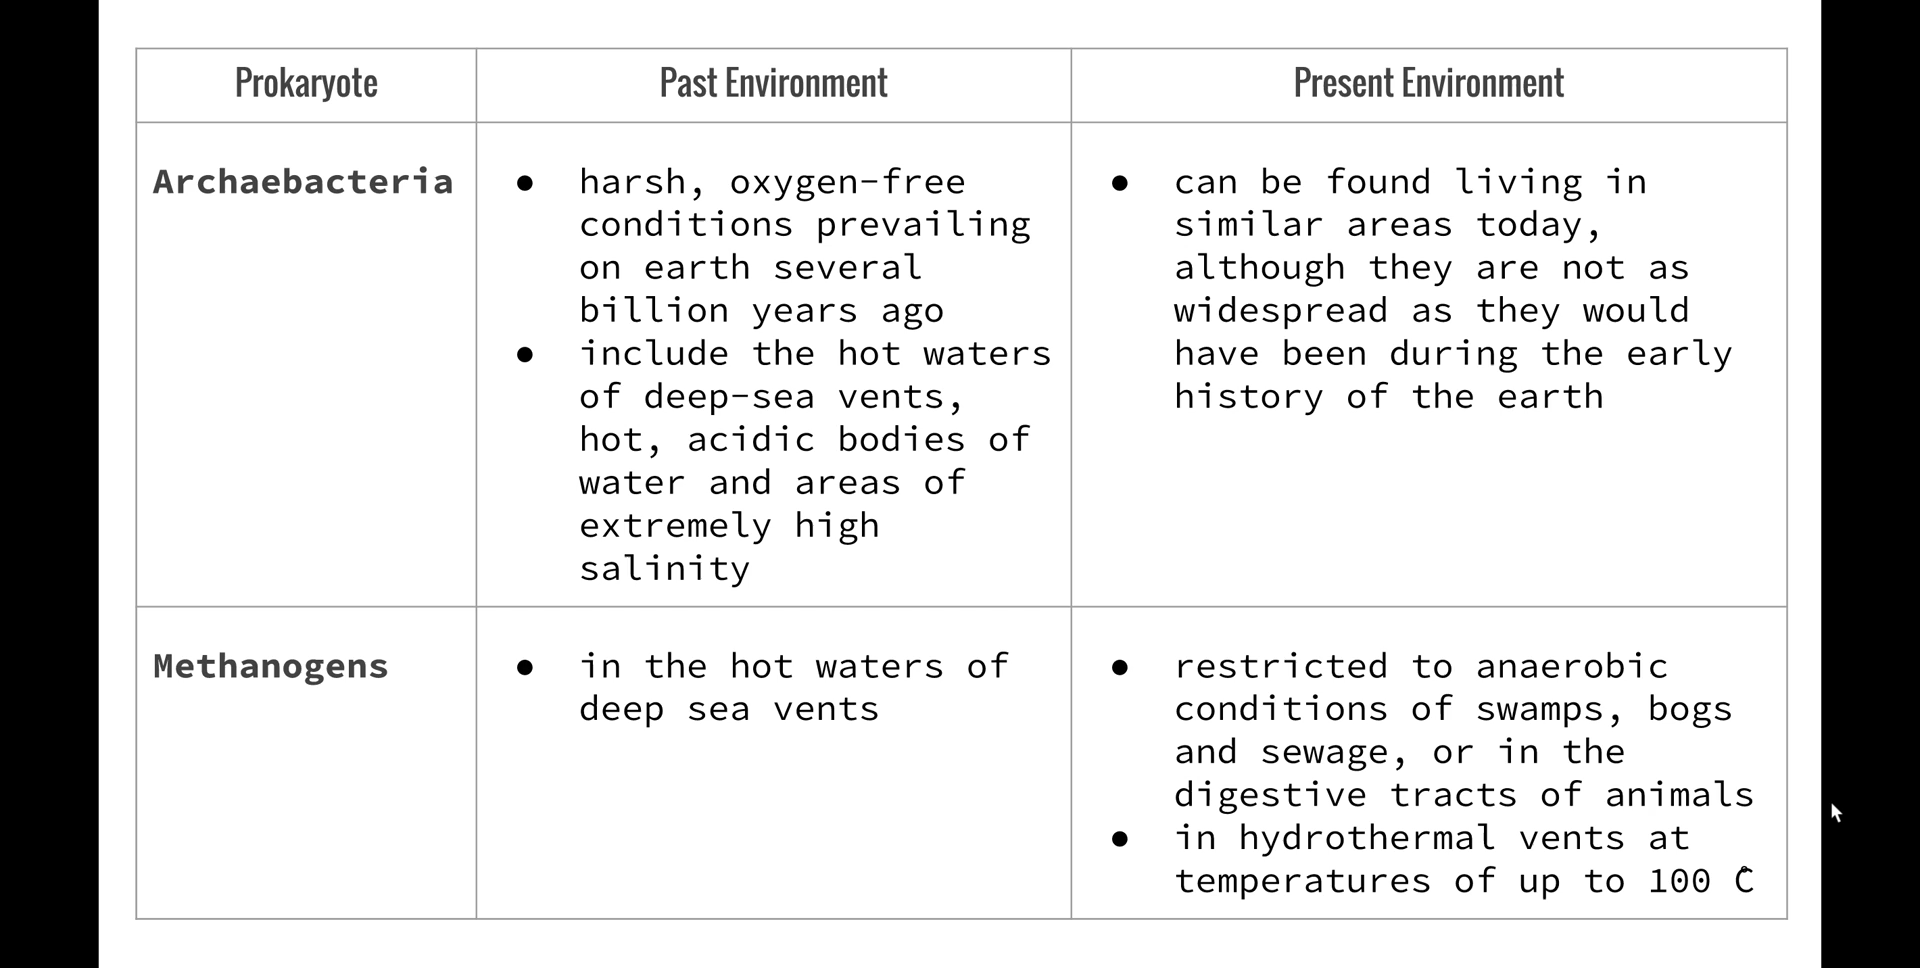 Prokaryote
Past Environment
Present Environment
Archaebacteria
● harsh, oxygen-free
conditions prevailing
on earth several
billion years ago
● include the hot waters
of deep-sea vents,
hot, acidic bodies of
water and areas of
extremely high
salinity
● can be found living in
similar areas today,
although they are not as
widespread as they would
have been during the early
history of the earth
Methanogens
● in the hot waters of
deep sea vents
● restricted to anaerobic
conditions of swamps, bogs
and sewage, or in the
digestive tracts of animals
● in hydrothermal vents at
temperatures of up to 100 C̊